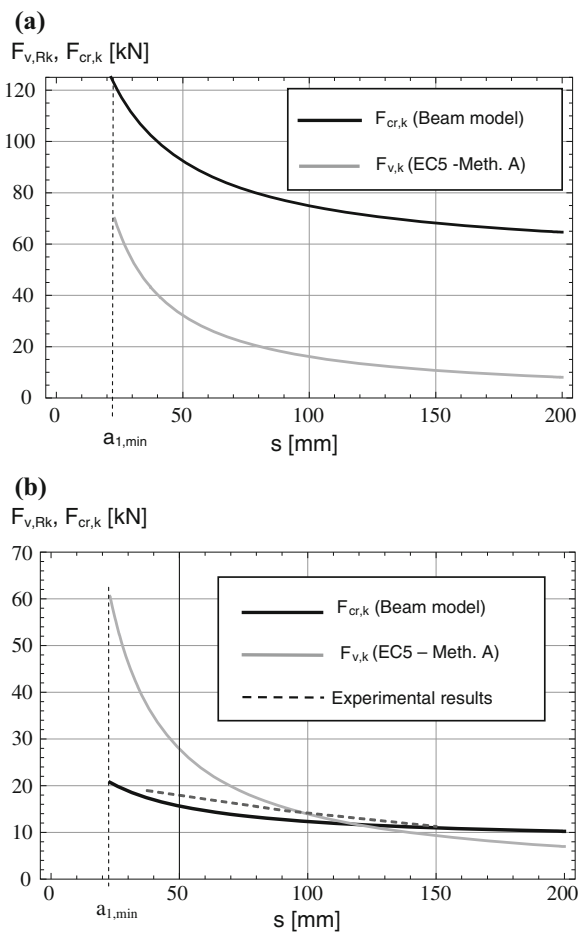 (a)
F_v,Rk, F_cr,k [kN]
120
100
80
60
40
20
0
F_cr,k (Beam model)
F_v,k (EC5 -Meth. A)
0 50 100 150 200
a_1,min
s [mm]
(b)
F_v,Rk, F_cr,k [kN]
70
60
50
40
30
20
10
0
F_cr,k (Beam model)
F_v,k (EC5 – Meth. A)
Experimental results
0 50 100 150 200
a_1,min
s [mm]